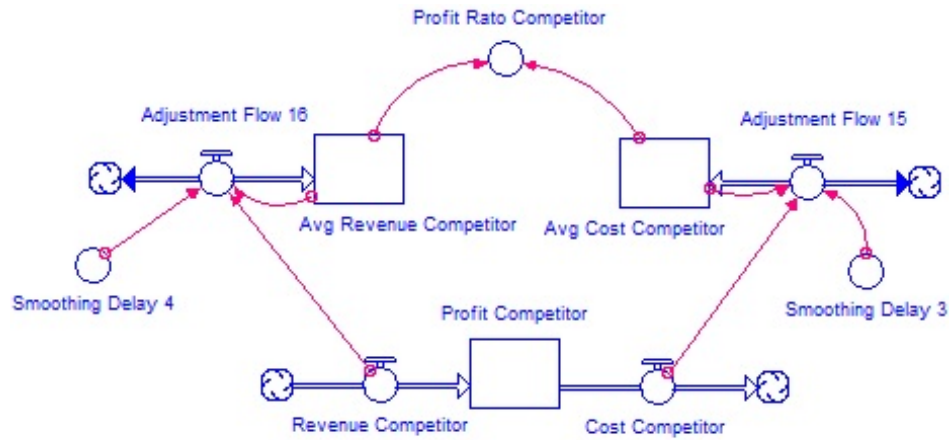 Profit Rato Competitor
Adjustment Flow 16
Adjustment Flow 15
Avg Revenue Competitor
Avg Cost Competitor
Smoothing Delay 4
Profit Competitor
Smoothing Delay 3
Revenue Competitor
Cost Competitor